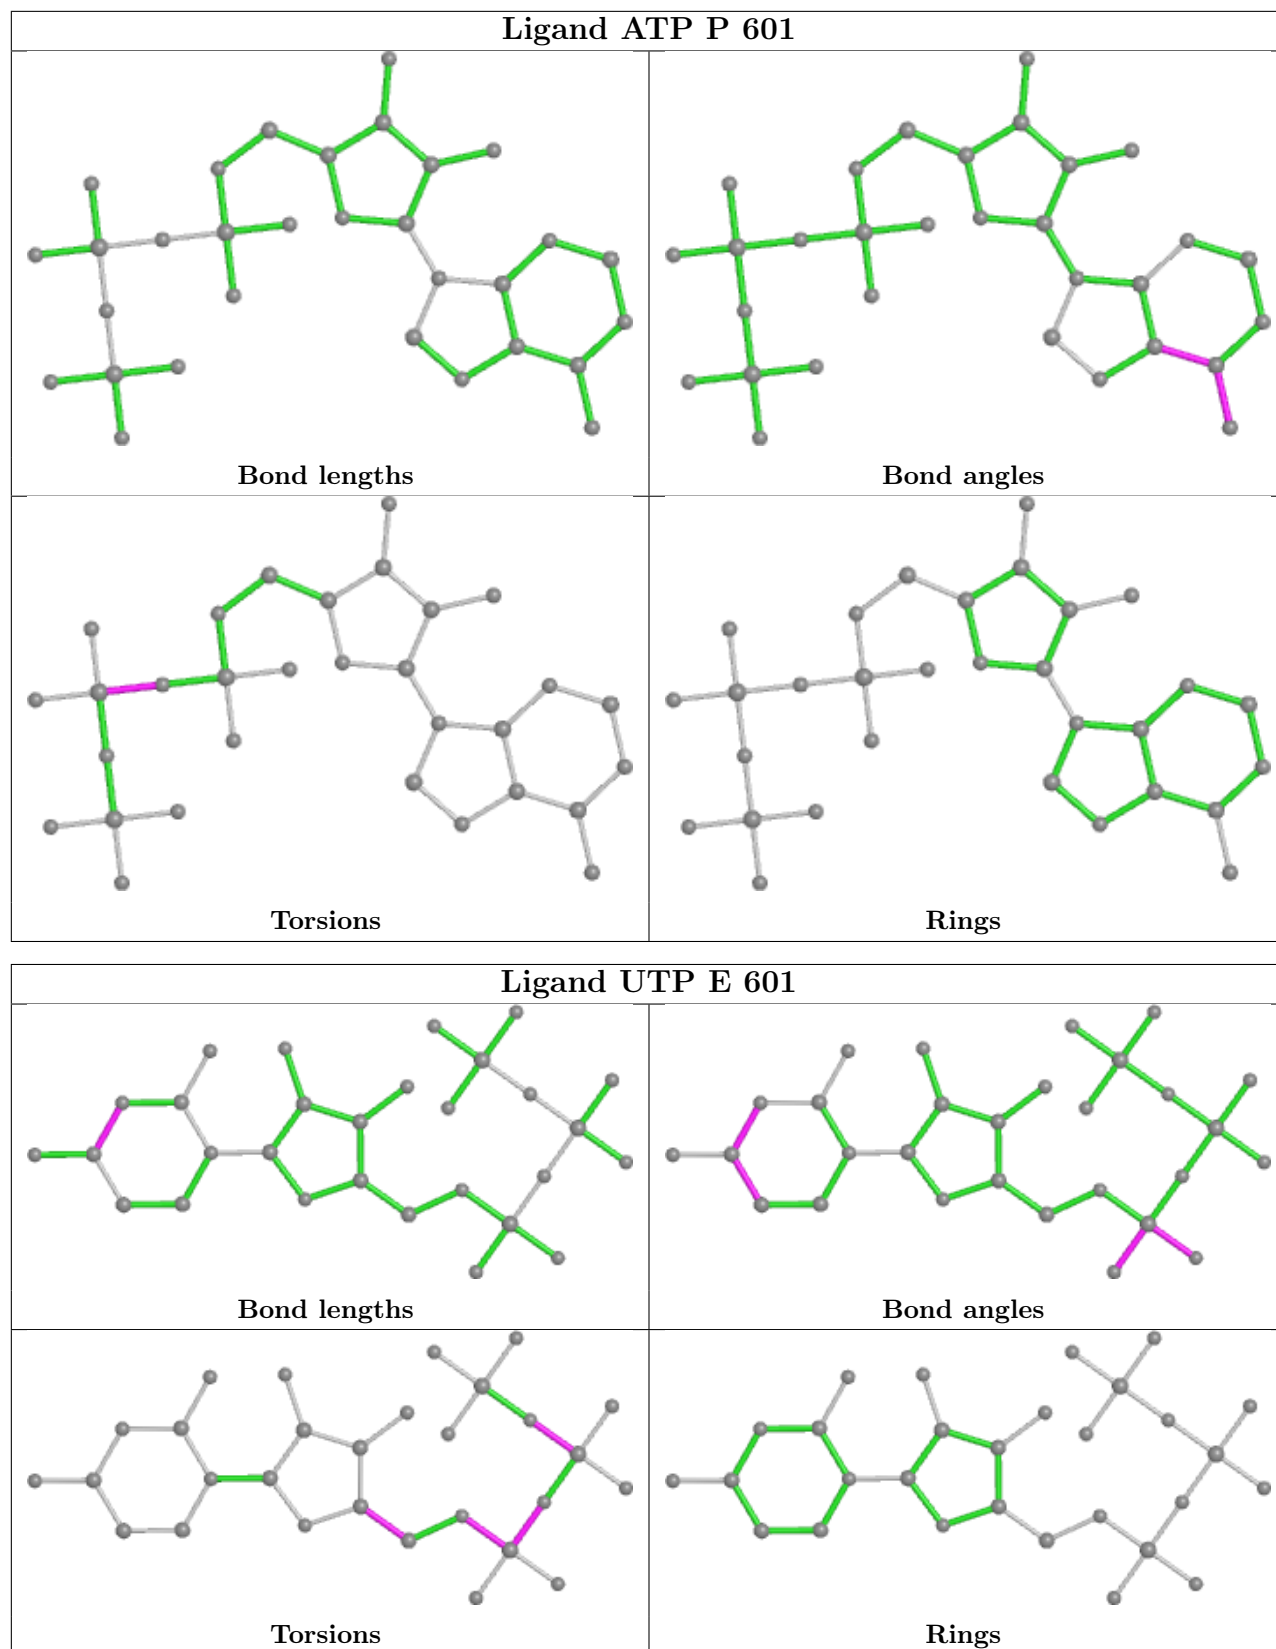 Ligand ATP P 601
Bond lengths
Bond angles
Torsions
Rings
Ligand UTP E 601
Bond lengths
Bond angles
Torsions
Rings